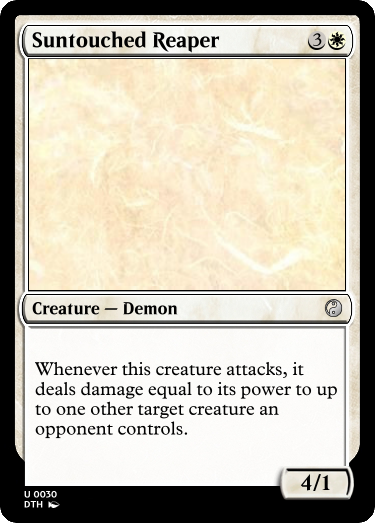 Suntouched Reaper 3
Creature — Demon
Whenever this creature attacks, it
deals damage equal to its power to up
to one other target creature an
opponent controls.
4/1
U 0030
DTH